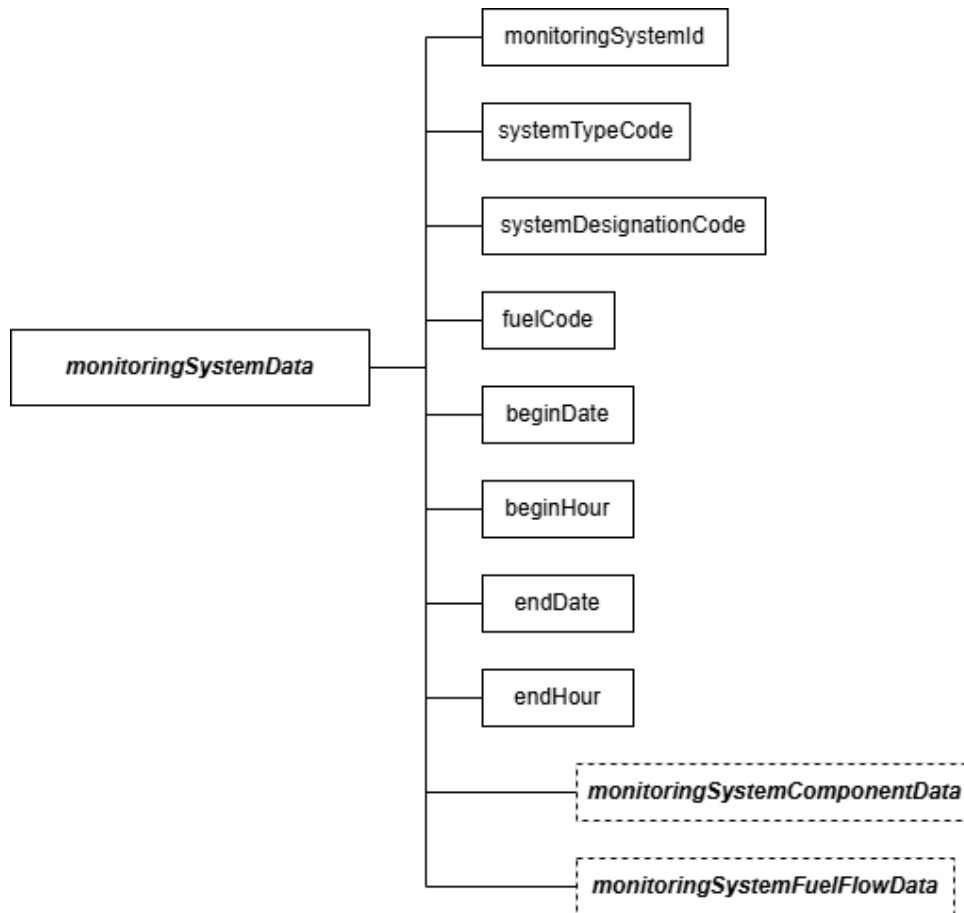 monitoringSystemId
systemTypeCode
systemDesignationCode
fuelCode
monitoringSystemData
beginDate
beginHour
endDate
endHour
monitoringSystemComponentData
monitoringSystemFuelFlowData